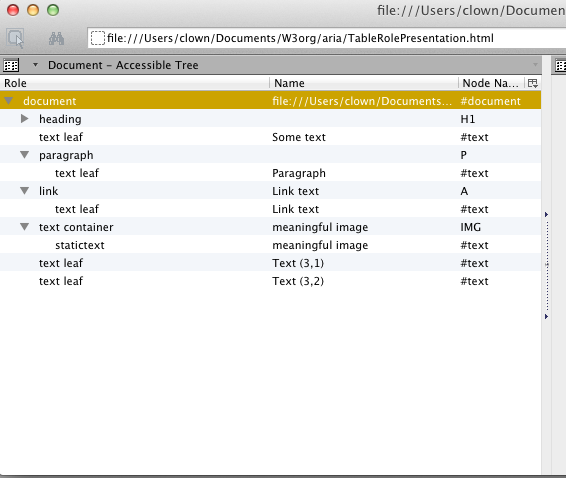 file:///Users/clown/Documen
file:///Users/clown/Documents/W3org/aria/TableRolePresentation.html
Document – Accessible Tree
Role Name Node Na...
document file:///Users/clown/Documents... #document
heading H1
text leaf Some text #text
paragraph P
text leaf Paragraph #text
link Link text A
text leaf Link text #text
text container meaningful image IMG
statictext meaningful image #text
text leaf Text (3,1) #text
text leaf Text (3,2) #text